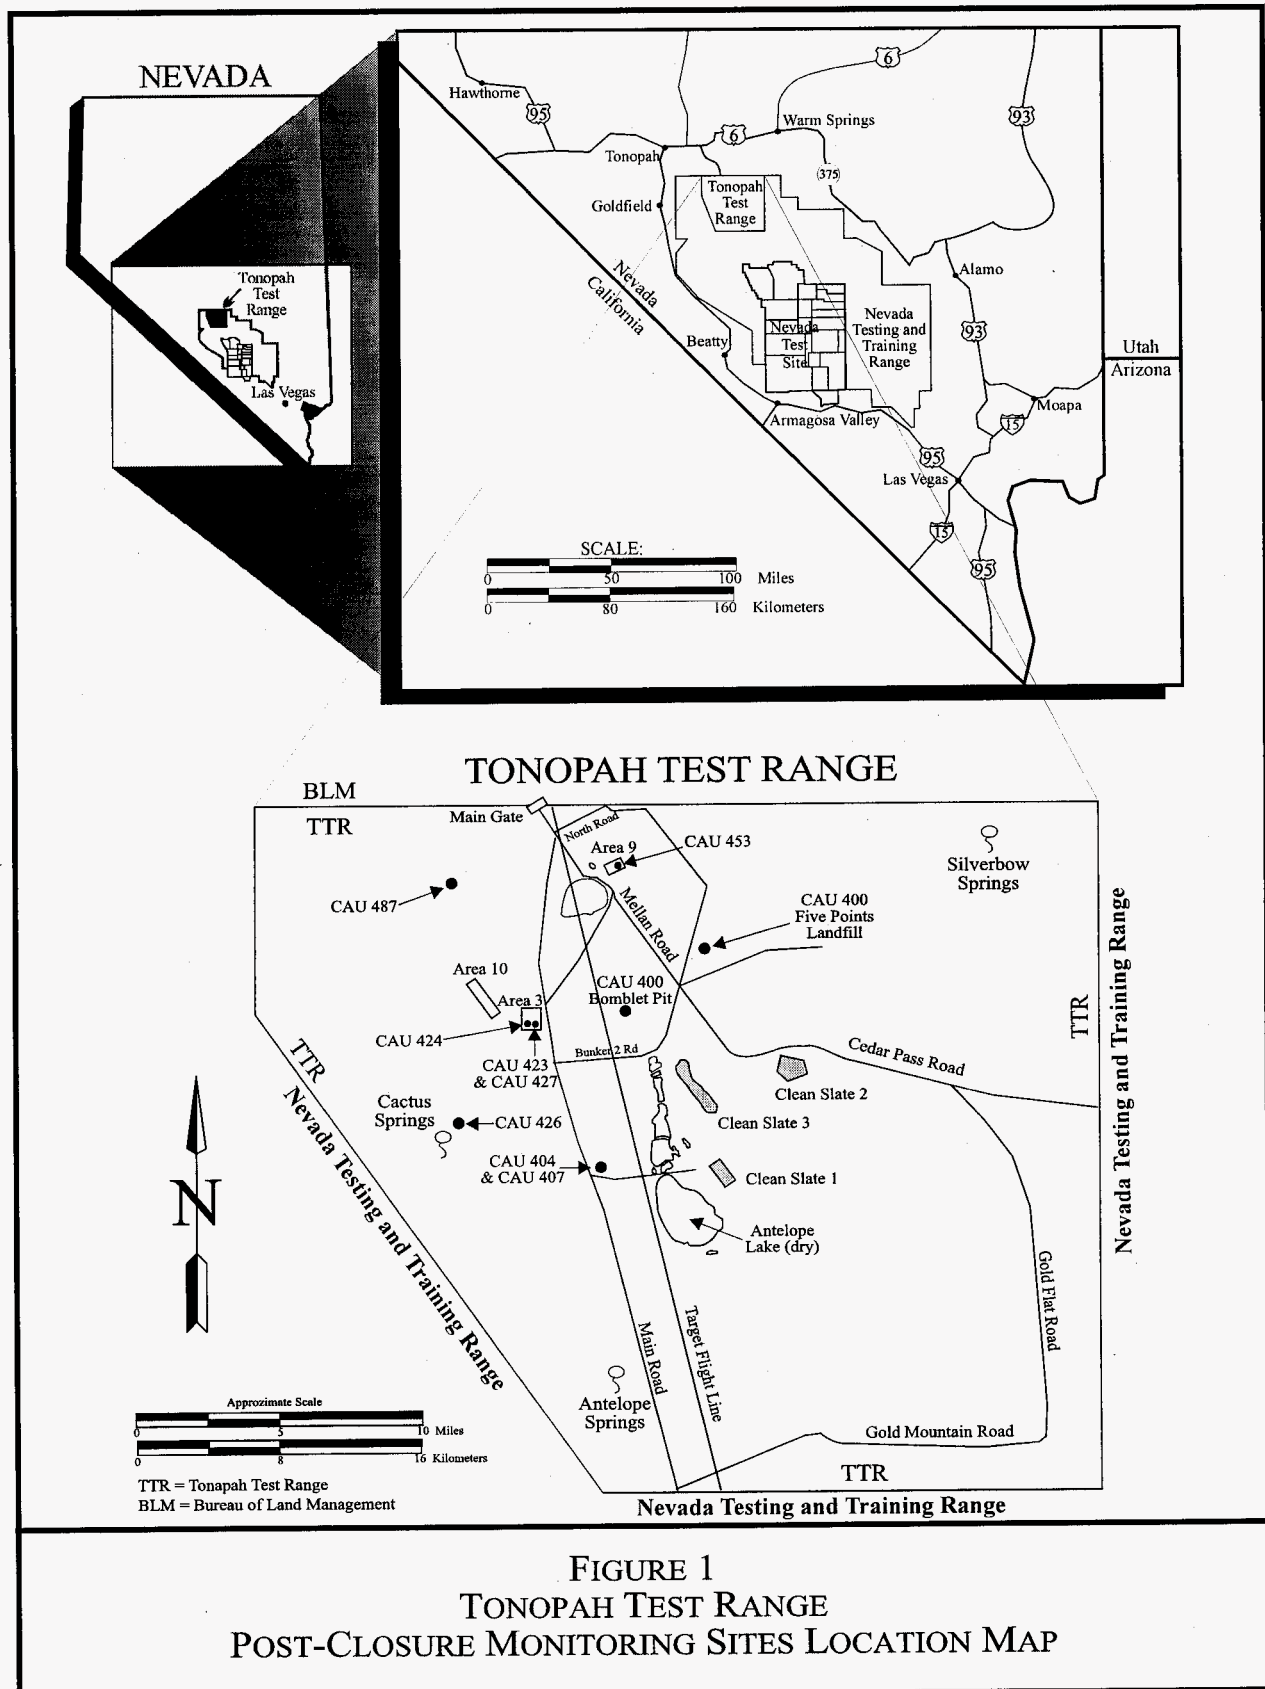 NEVADA
Tonopah
Test
Range
Las Vegas
Hawthorne
95
6
Warm Springs
6
93
Tonopah
375
Tonopah
Test
Range
Goldfield
Nevada
California
Alamo
Nevada
Test
Site
Nevada
Testing and
Training
Range
93
Beatty
Utah
Arizona
Moapa
15
Armagosa Valley
95
Las Vegas
15
95
SCALE:
0 50 100 Miles
0 80 160 Kilometers
TONOPAH TEST RANGE
BLM
TTR
Main Gate
North Road
Area 9
CAU 453
Silverbow
Springs
CAU 487
Mellan Road
CAU 400
Five Points
Landfill
Area 10
Area 3
CAU 400
Bomblet Pit
CAU 424
CAU 423
& CAU 427
Bunker 2 Rd
Cedar Pass Road
TTR
Nevada Testing and Training Range
TTR
Nevada Testing and Training Range
Clean Slate 2
Clean Slate 3
Cactus
Springs
CAU 426
CAU 404
& CAU 407
Clean Slate 1
Antelope
Lake (dry)
N
Gold Flat Road
Main Road
Target Flight Line
Antelope
Springs
Gold Mountain Road
Approzimate Scale
0 5 10 Miles
0 8 16 Kilometers
TTR = Tonapah Test Range
BLM = Bureau of Land Management
TTR
Nevada Testing and Training Range
FIGURE 1
TONOPAH TEST RANGE
POST-CLOSURE MONITORING SITES LOCATION MAP